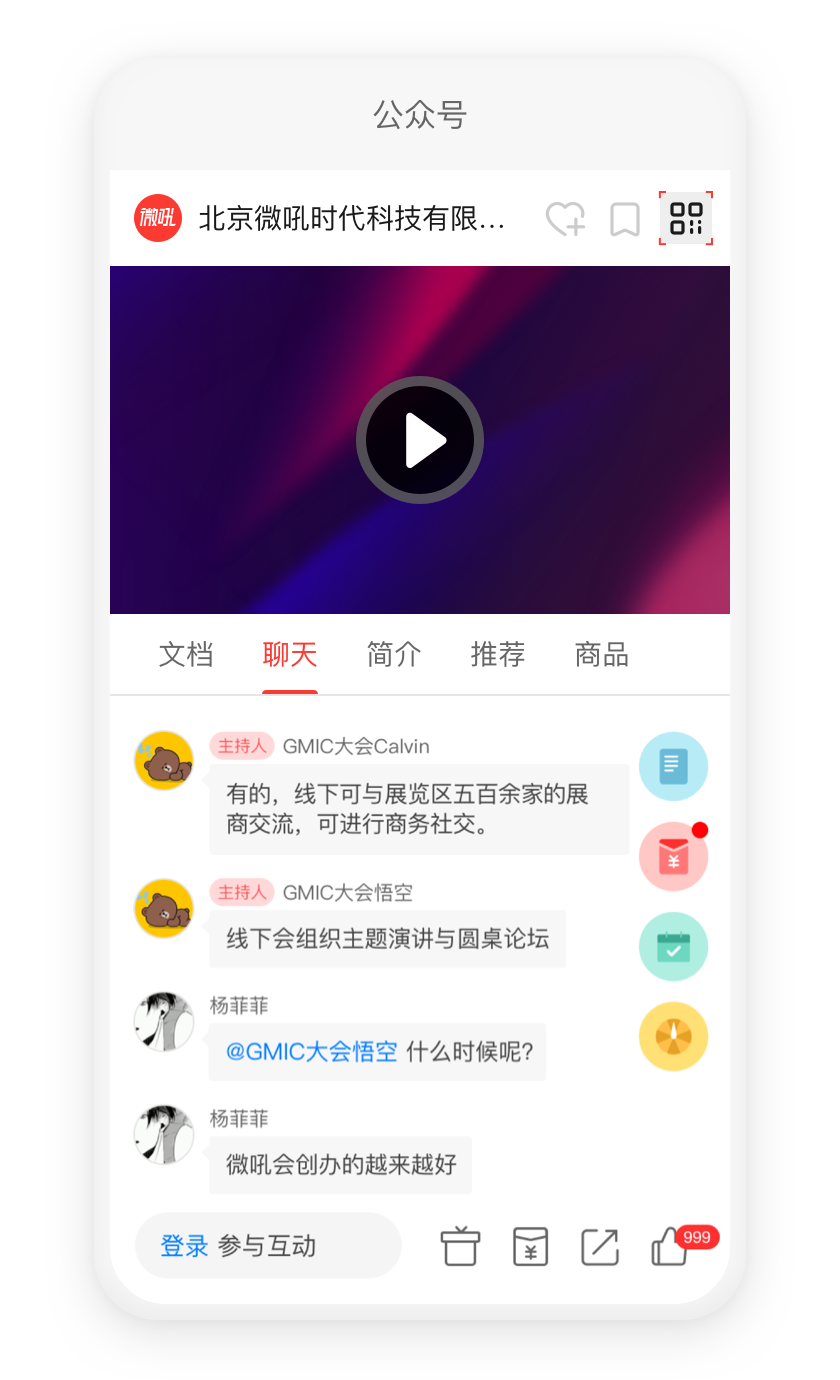 公众号
微吼
北京微吼时代科技有限...
文档 聊天 简介 推荐 商品
主持人 GMIC大会Calvin
有的，线下可与展览区五百余家的展
商交流，可进行商务社交。
主持人 GMIC大会悟空
线下会组织主题演讲与圆桌论坛
杨菲菲
@GMIC大会悟空 什么时候呢?
杨菲菲
微吼会创办的越来越好
登录 参与互动
999